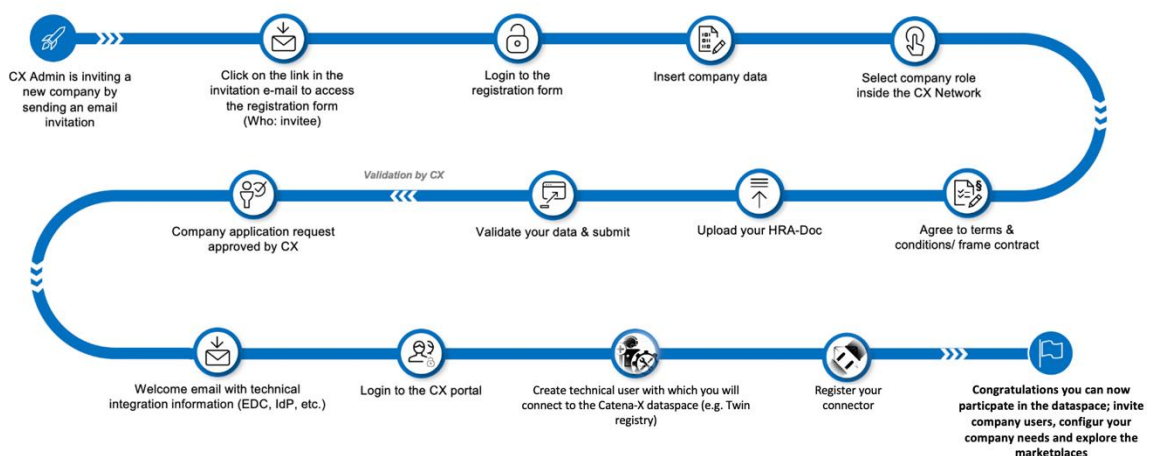 CX Admin is inviting a
new company by
sending an email
invitation
Click on the link in the
invitation e-mail to access
the registration form
(Who: invitee)
Login to the
registration form
Insert company data
Select company role
inside the CX Network
Validation by CX
Company application request
approved by CX
Validate your data & submit
Upload your HRA-Doc
Agree to terms &
conditions/ frame contract
Welcome email with technical
integration information (EDC, IdP, etc.)
Login to the CX portal
Create technical user with which you will
connect to the Catena-X dataspace (e.g. Twin
registry)
Register your
connector
Congratulations you can now
particpate in the dataspace; invite
company users, configur your
company needs and explore the
marketplaces